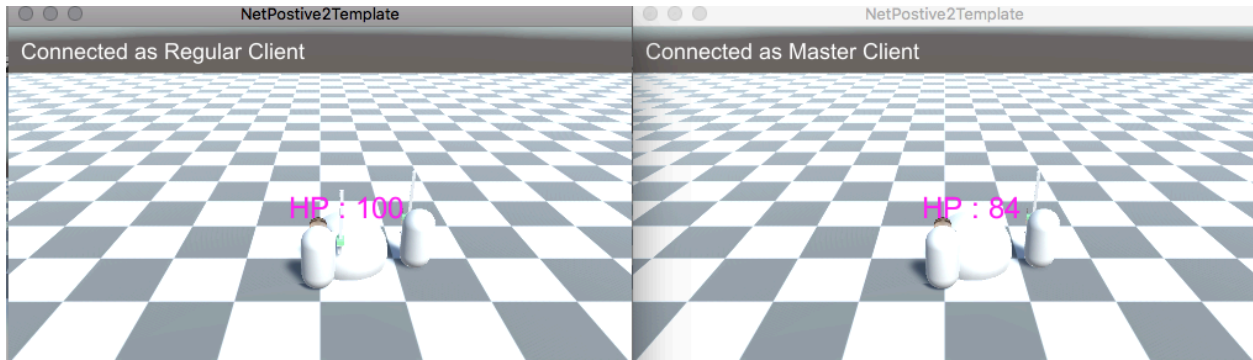 NetPostive2Template
Connected as Regular Client
HP : 100
NetPostive2Template
Connected as Master Client
HP : 84